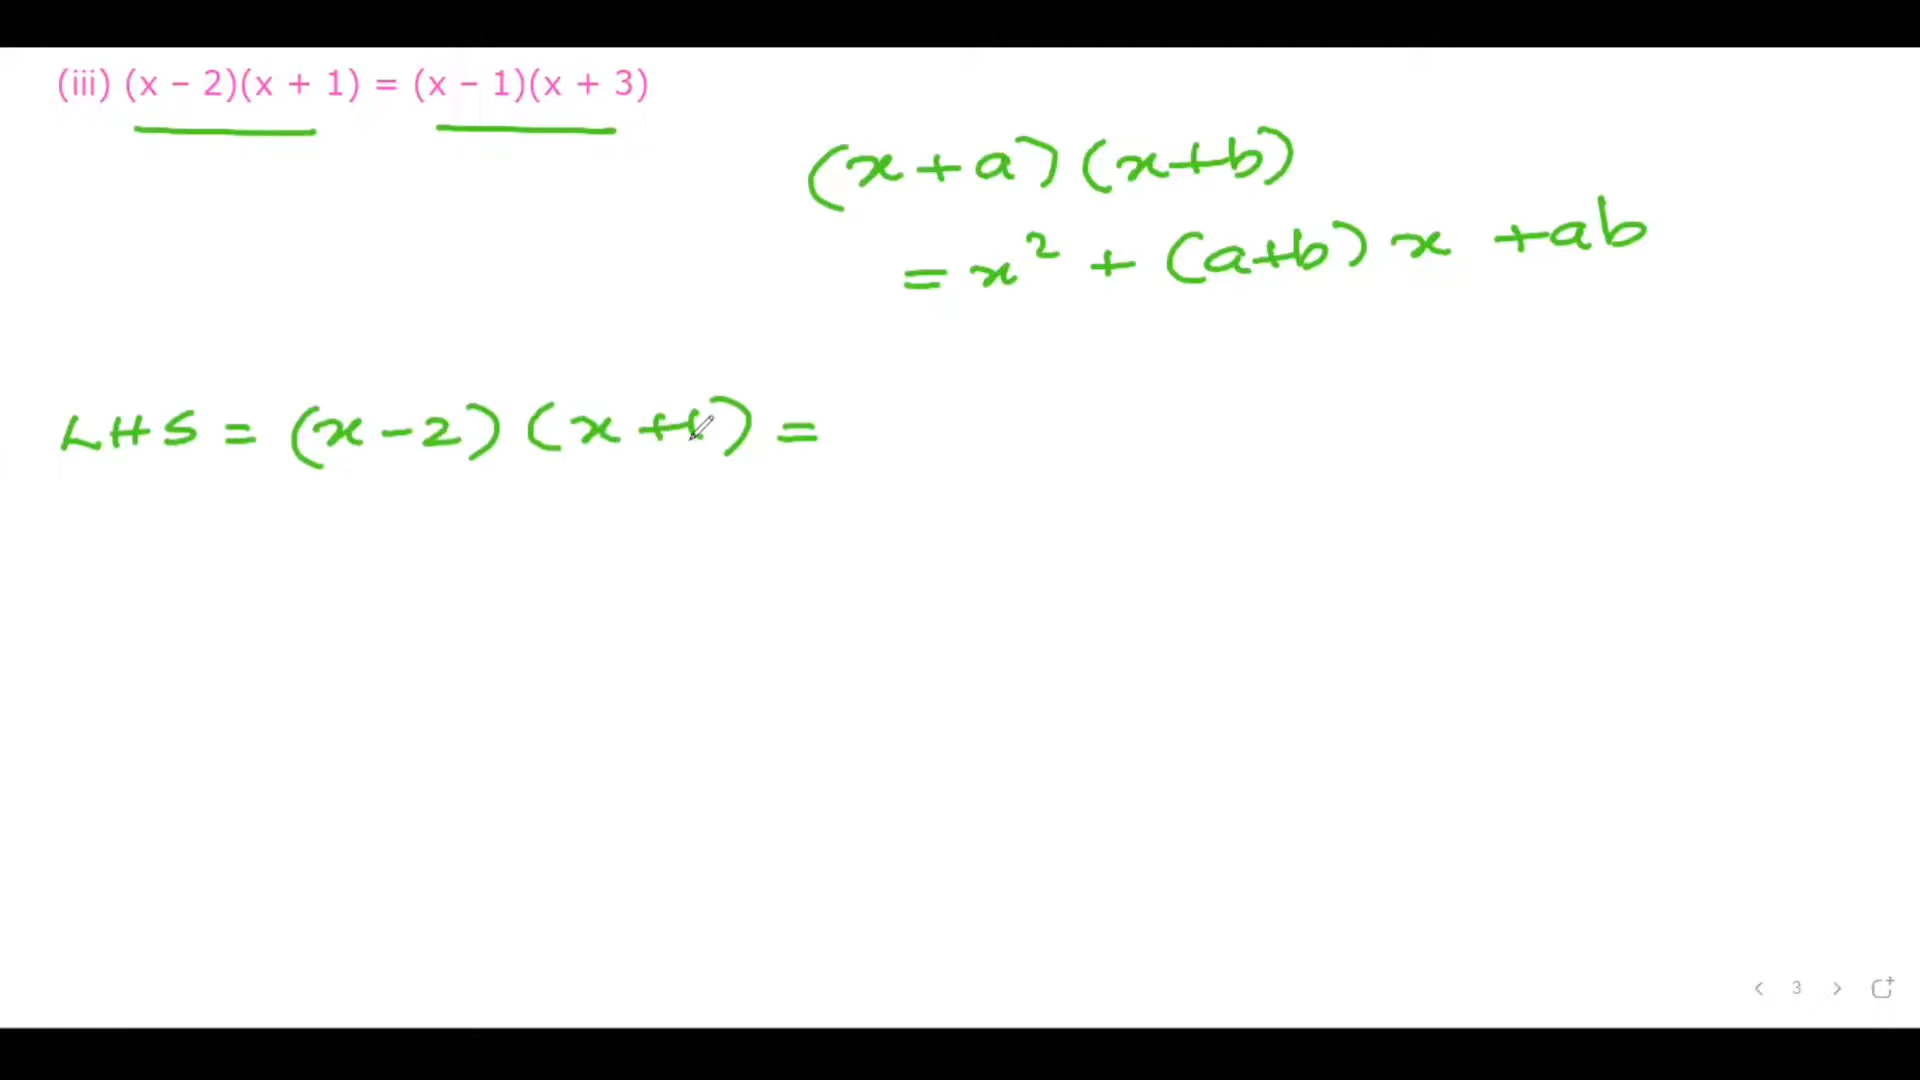 (iii) (x – 2)(x + 1) = (x – 1)(x + 3)
(x+a)(x+b)
= x² + (a+b)x +ab
LHS = (x-2)(x+1) =
3